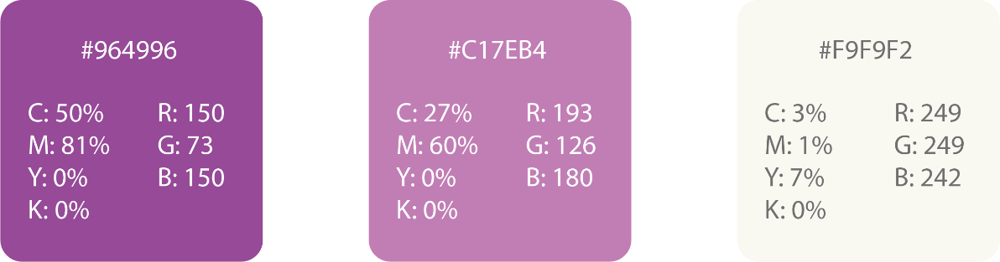 #964996
C: 50% R: 150
M: 81% G: 73
Y: 0% B: 150
K: 0%
#C17EB4
C: 27% R: 193
M: 60% G: 126
Y: 0% B: 180
K: 0%
#F9F9F2
C: 3% R: 249
M: 1% G: 249
Y: 7% B: 242
K: 0%